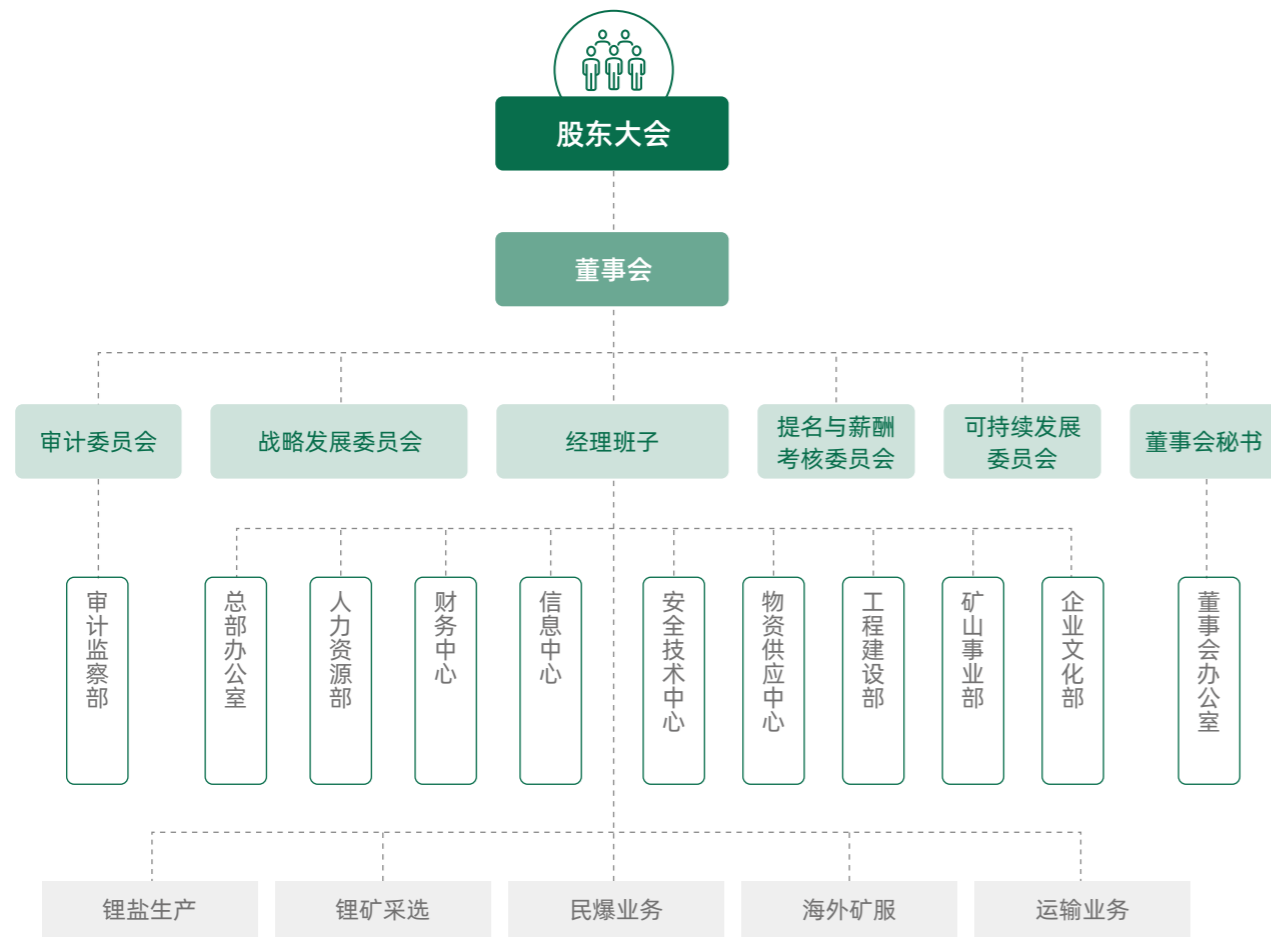 股东大会
董事会
审计委员会
战略发展委员会
经理班子
提名与薪酬
考核委员会
可持续发展
委员会
董事会秘书
审计监察部
总部办公室
人力资源部
财务中心
信息中心
安全技术中心
物资供应中心
工程建设部
矿山事业部
企业文化部
董事会办公室
锂盐生产
锂矿采选
民爆业务
海外矿服
运输业务